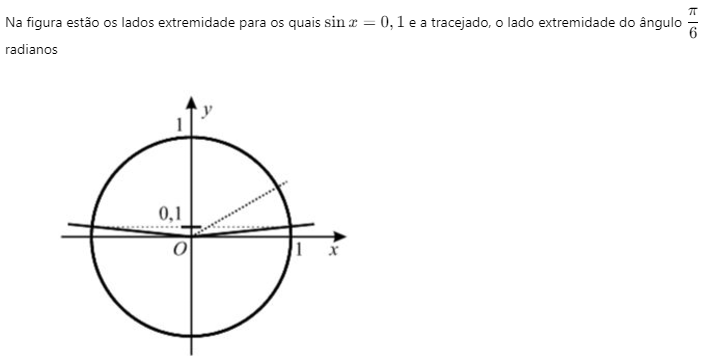 Na figura estão os lados extremidade para os quais sin x = 0, 1 e a tracejado, o lado extremidade do ângulo π/6
radianos
y
1
0,1
O
1
x